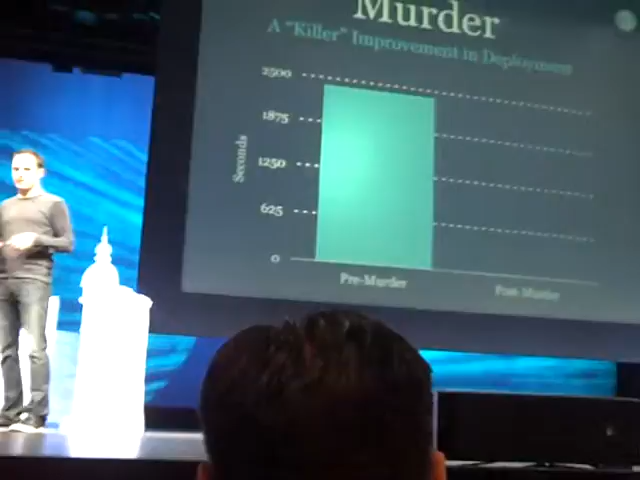 Murder
A "Killer" Improvement in Deployment
2500
1875
1250
625
0
Seconds
Pre-Murder
Post-Murder